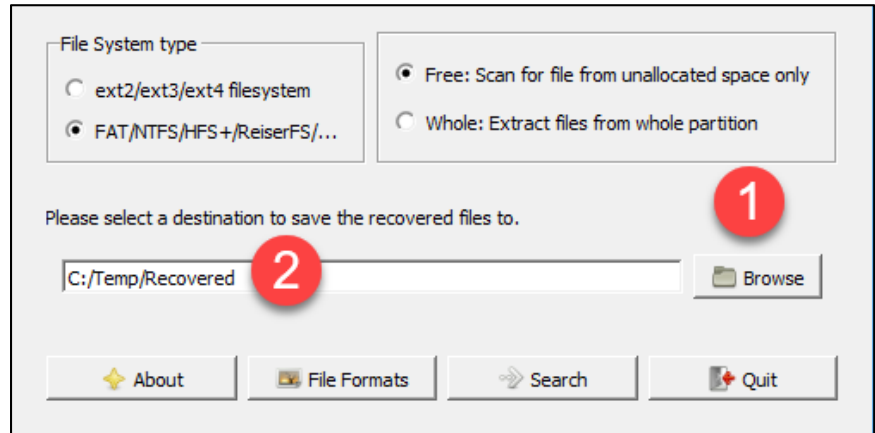 File System type
ext2/ext3/ext4 filesystem
FAT/NTFS/HFS+/ReiserFS/...
Free: Scan for file from unallocated space only
Whole: Extract files from whole partition
1
Please select a destination to save the recovered files to.
C:/Temp/Recovered
2
Browse
About
File Formats
Search
Quit